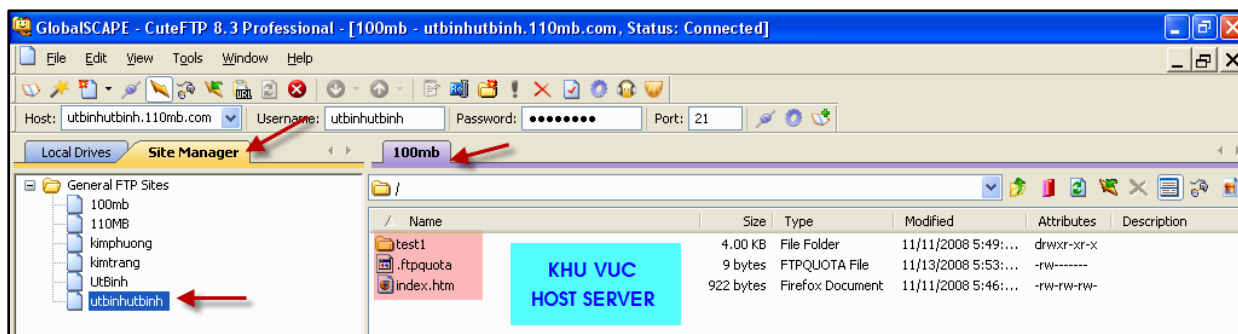 GlobalSCAPE - CuteFTP 8.3 Professional - [100mb - utbinhutbinh.110mb.com, Status: Connected]
File Edit View Tools Window Help
URL
Host: utbinhutbinh.110mb.com Username: utbinhutbinh Password: ●●●●●●●● Port: 21
Local Drives Site Manager 100mb
General FTP Sites
100mb
110MB
kimphuong
kimtrang
UtBinh
utbinhutbinh
/
Name Size Type Modified Attributes Description
test1 4.00 KB File Folder 11/11/2008 5:49:... drwxr-xr-x
.ftpquota 9 bytes FTPQUOTA File 11/13/2008 5:53:... -rw-------
index.htm 922 bytes Firefox Document 11/11/2008 5:46:... -rw-rw-rw-
KHU VUC
HOST SERVER